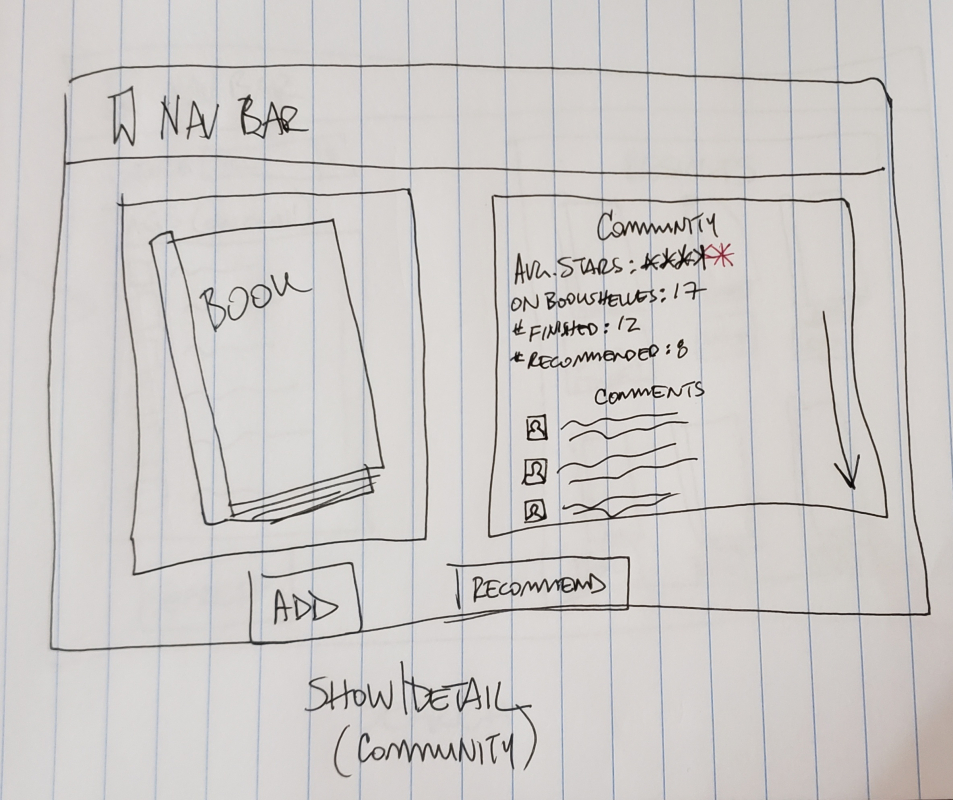 NAV BAR
BOOK
COMMUNITY
AVG. STARS: *****
ON BOOKSHELVES: 17
# FINISHED: 12
# RECOMMENDED: 8
COMMENTS
ADD
RECOMMEND
SHOW/DETAIL
(COMMUNITY)